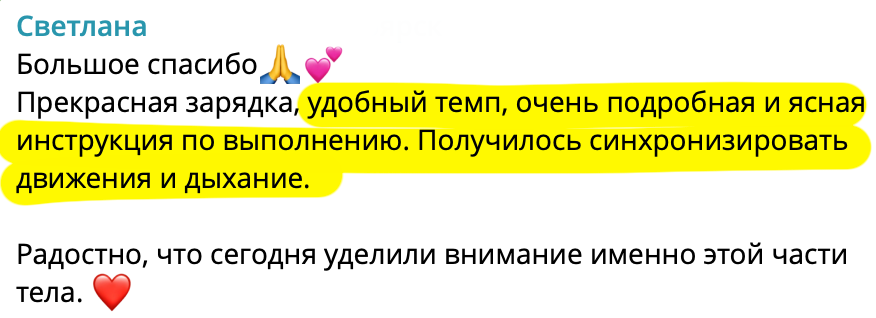 Светлана
Большое спасибо🙏💕
Прекрасная зарядка, удобный темп, очень подробная и ясная
инструкция по выполнению. Получилось синхронизировать
движения и дыхание.
Радостно, что сегодня уделили внимание именно этой части
тела. ❤️